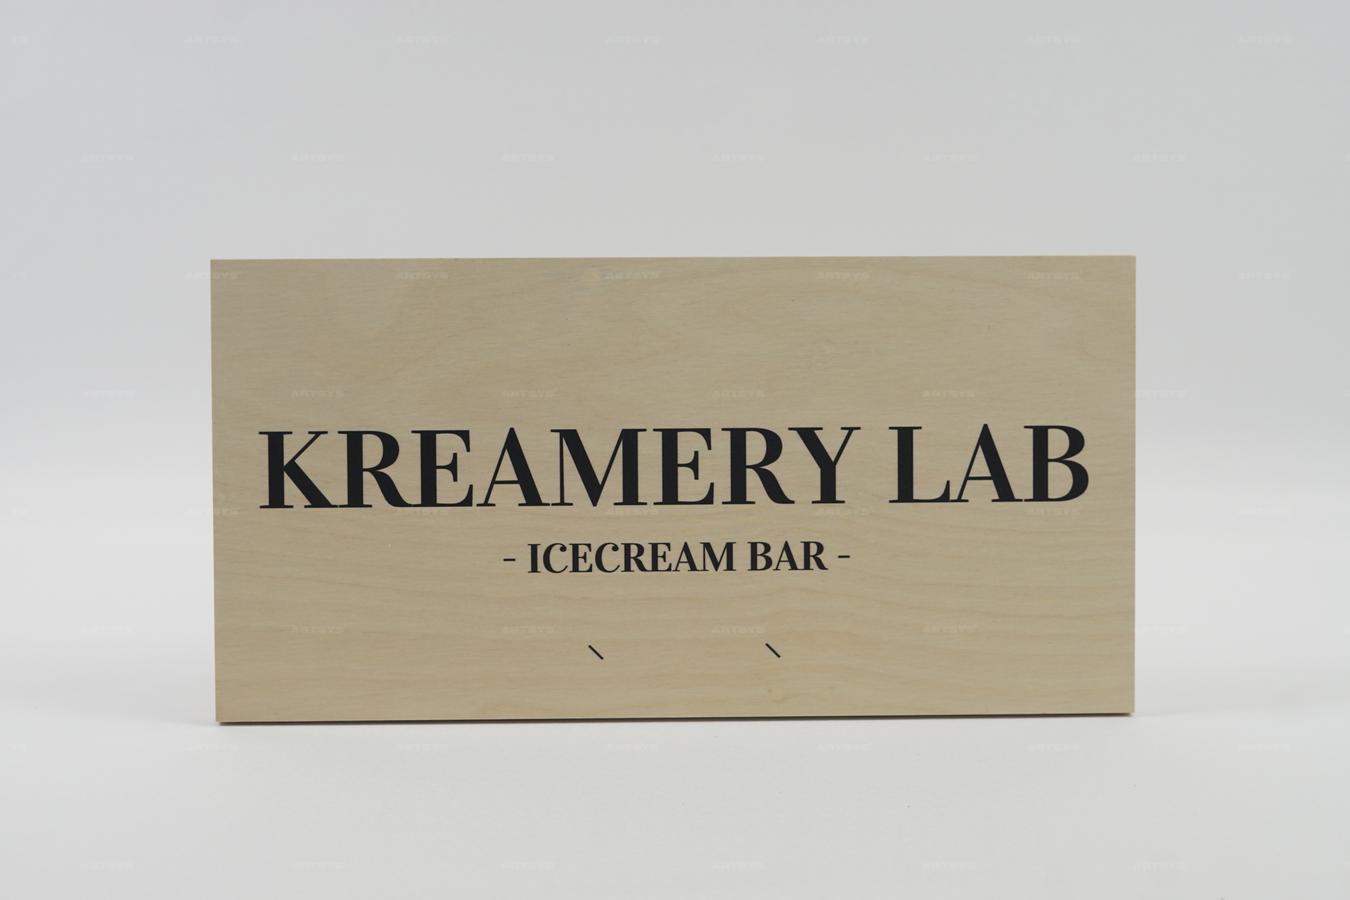 KREAMERY LAB
- ICECREAM BAR -
\ \